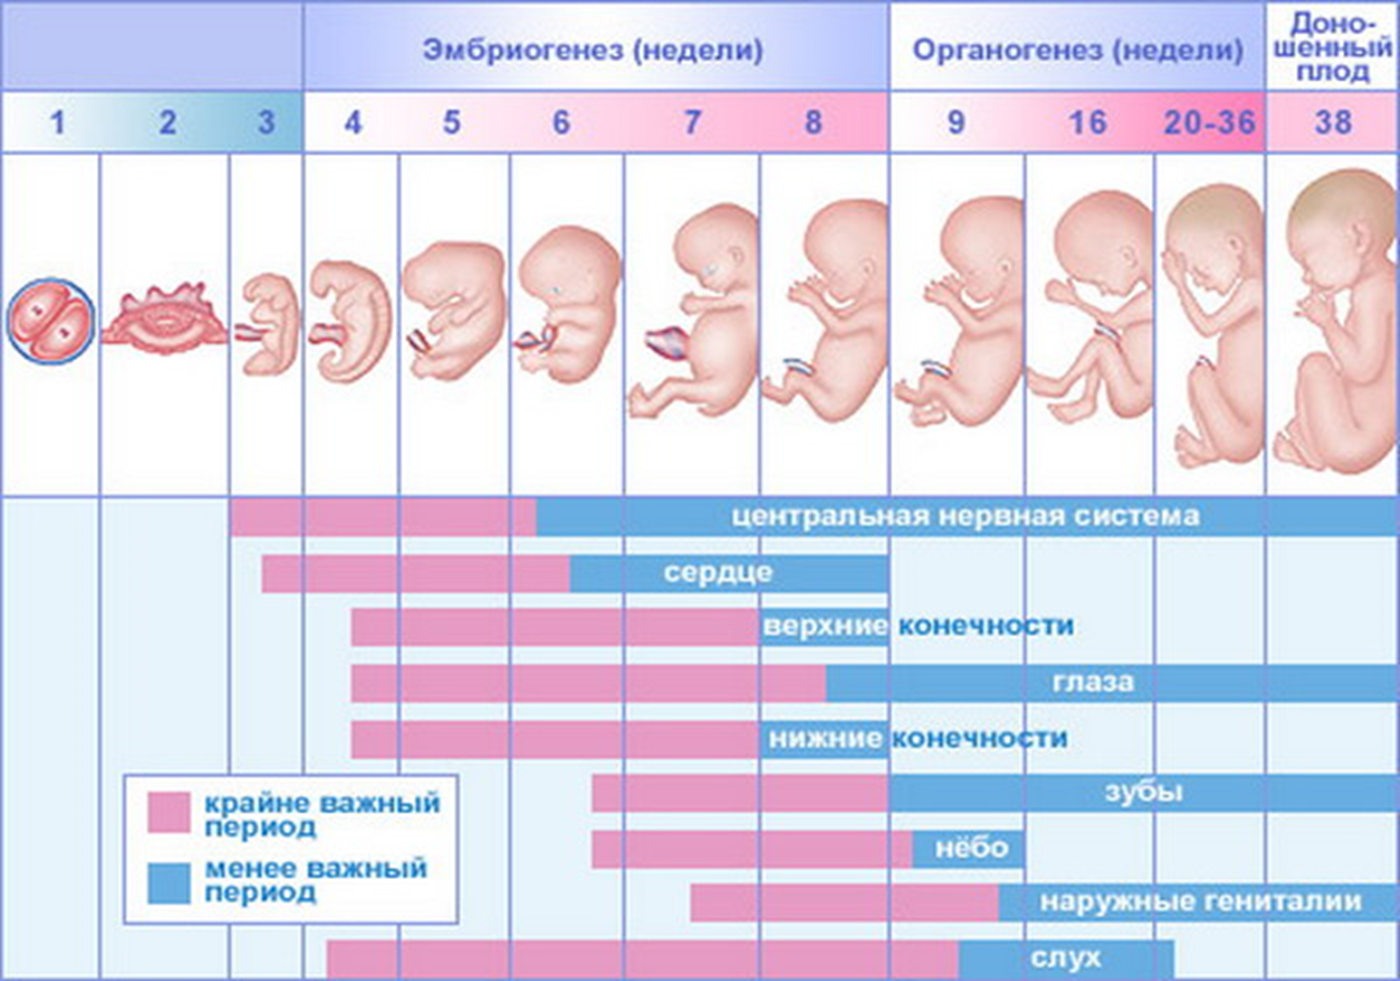 Эмбриогенез (недели)
Органогенез (недели)
Доно-
шенный
плод
1 2 3 4 5 6 7 8 9 16 20-36 38
центральная нервная система
сердце
верхние конечности
глаза
нижние конечности
зубы
нёбо
наружные гениталии
слух
крайне важный
период
менее важный
период